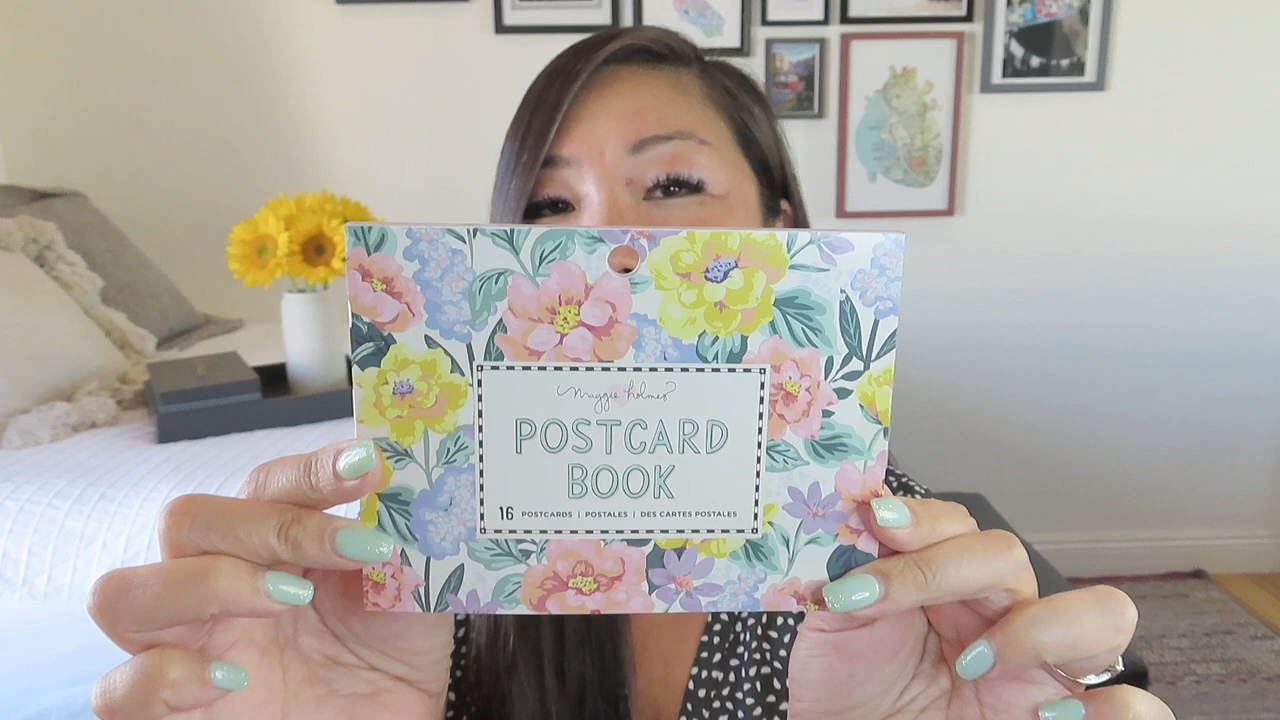 Maggie Holmes
POSTCARD
BOOK
16 POSTCARDS | POSTALES | DES CARTES POSTALES